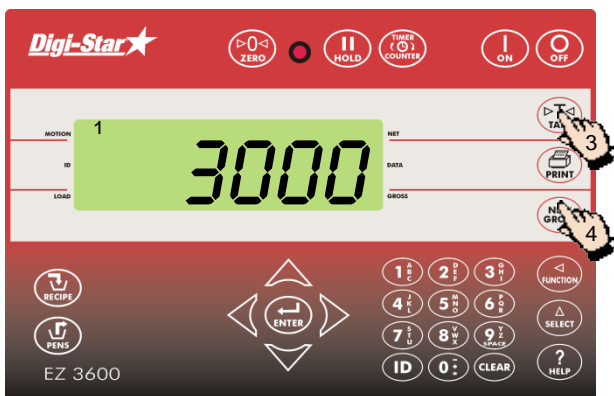 Digi-Star
▷0◁ ZERO
HOLD
TIMER COUNTER
ON
OFF
MOTION
ID
LOAD
1
3000
NET
DATA
GROSS
3
PRINT
4
RECIPE
PENS
EZ 3600
ENTER
1 A B C
2 D E F
3 G H I
4 J K L
5 M N O
6 P Q R
7 S T U
8 V W X
9 Y Z SPACE
ID
0 - + :
CLEAR
FUNCTION
SELECT
? HELP